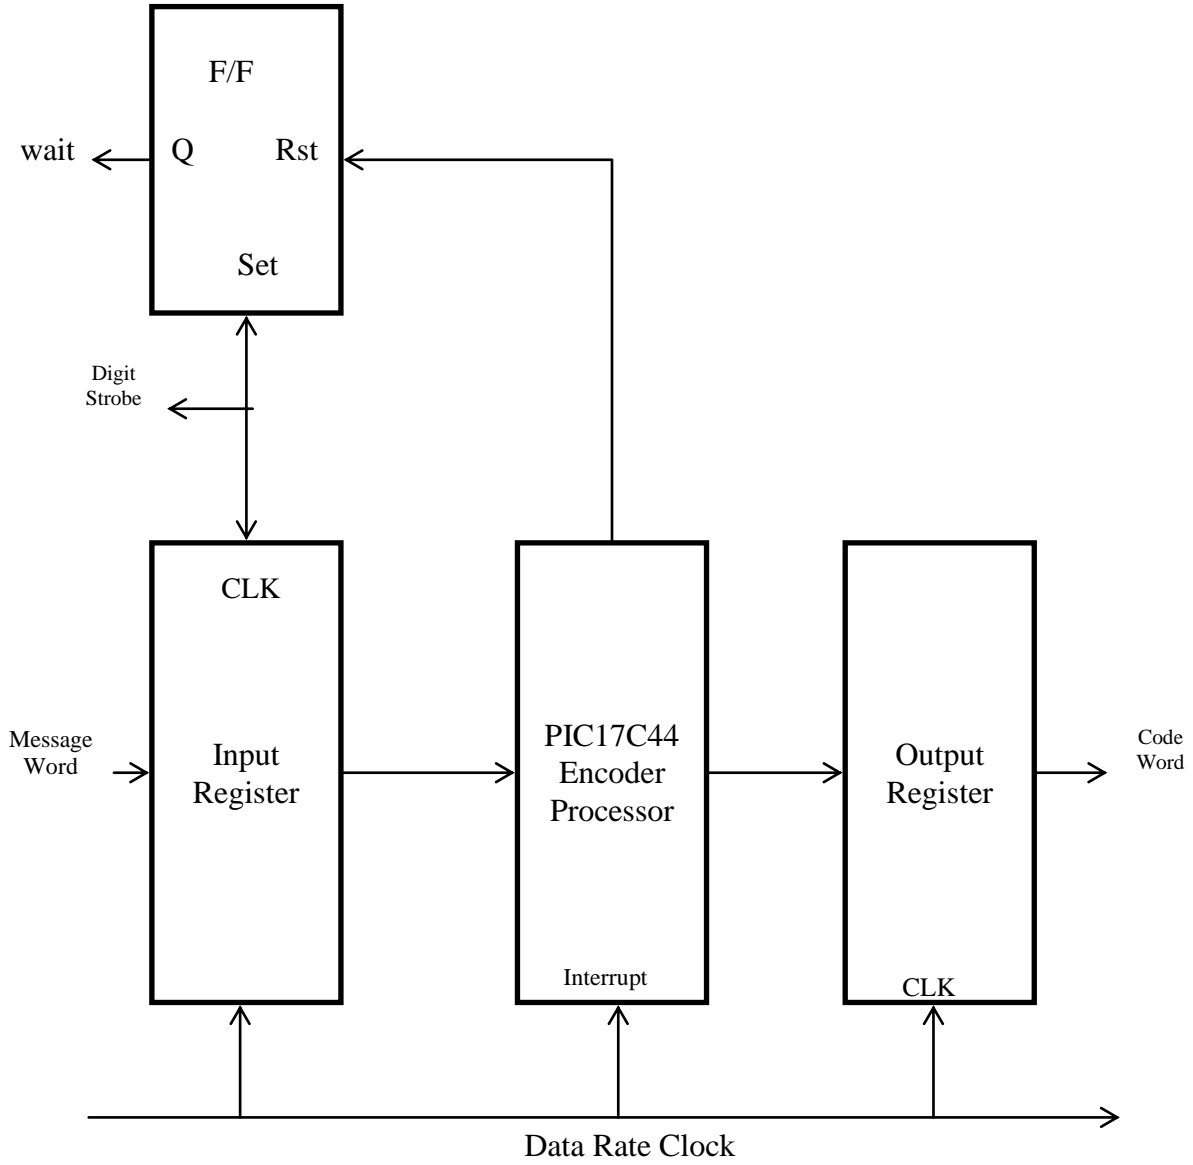 F/F
wait
Q
Rst
Set
Digit
Strobe
CLK
Message
Word
Input
Register
PIC17C44
Encoder
Processor
Output
Register
Code
Word
Interrupt
CLK
Data Rate Clock